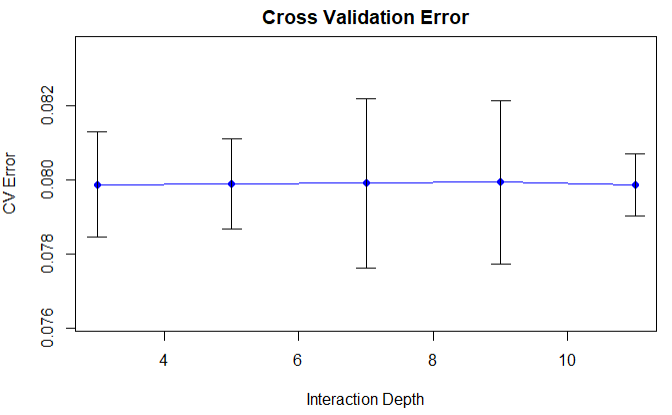 Cross Validation Error
CV Error
0.082
0.080
0.078
0.076
4 6 8 10
Interaction Depth